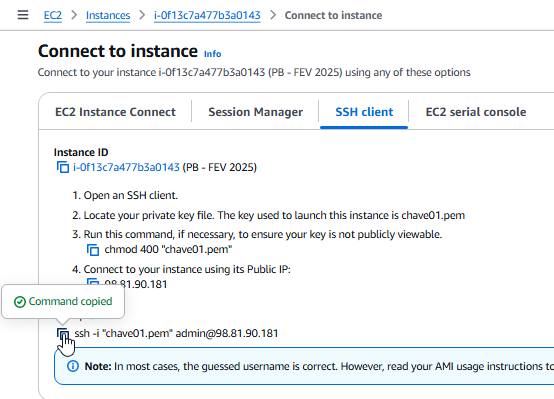 EC2 > Instances > i-0f13c7a477b3a0143 > Connect to instance
Connect to instance Info
Connect to your instance i-0f13c7a477b3a0143 (PB - FEV 2025) using any of these options
EC2 Instance Connect Session Manager SSH client EC2 serial console
Instance ID
i-0f13c7a477b3a0143 (PB - FEV 2025)
1. Open an SSH client.
2. Locate your private key file. The key used to launch this instance is chave01.pem
3. Run this command, if necessary, to ensure your key is not publicly viewable.
chmod 400 "chave01.pem"
4. Connect to your instance using its Public IP:
98.81.90.181
Command copied
ssh -i "chave01.pem" admin@98.81.90.181
Note: In most cases, the guessed username is correct. However, read your AMI usage instructions to